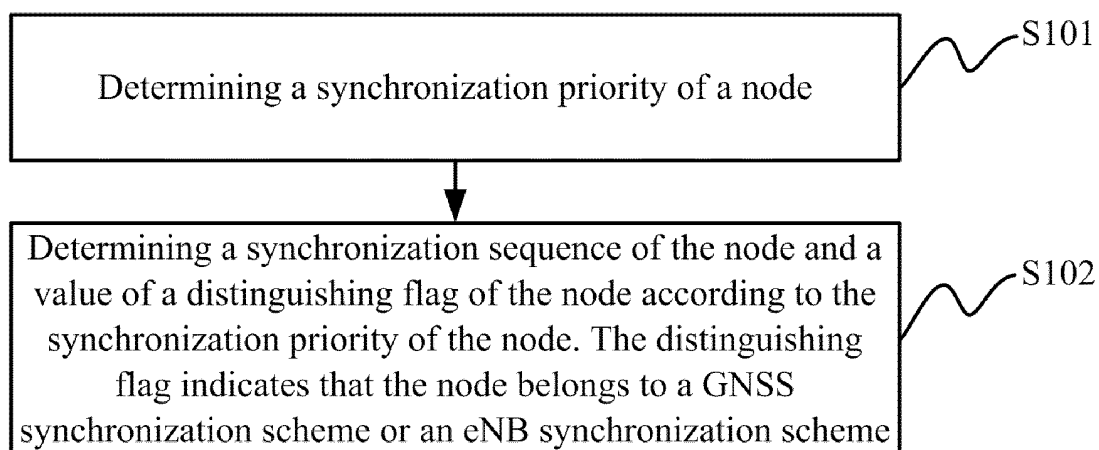 S101
Determining a synchronization priority of a node
Determining a synchronization sequence of the node and a
value of a distinguishing flag of the node according to the
synchronization priority of the node. The distinguishing
flag indicates that the node belongs to a GNSS
synchronization scheme or an eNB synchronization scheme
S102